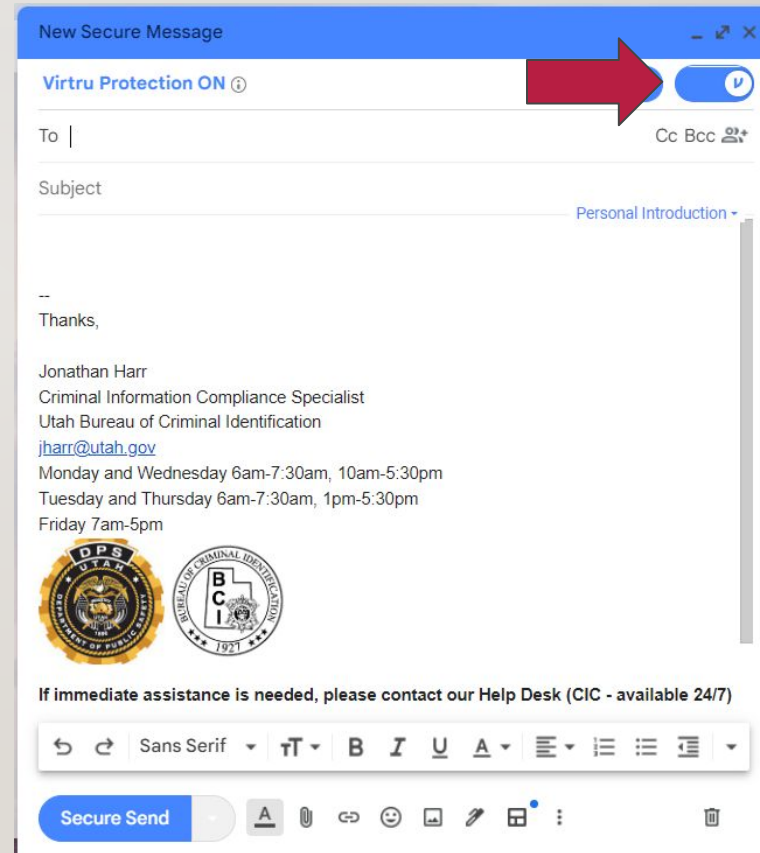 New Secure Message
Virtru Protection ON
To
Cc Bcc
Subject
Personal Introduction
--
Thanks,
Jonathan Harr
Criminal Information Compliance Specialist
Utah Bureau of Criminal Identification
jharr@utah.gov
Monday and Wednesday 6am-7:30am, 10am-5:30pm
Tuesday and Thursday 6am-7:30am, 1pm-5:30pm
Friday 7am-5pm
DPS
UTAH
DEPARTMENT OF PUBLIC SAFETY
1896
BUREAU OF CRIMINAL IDENTIFICATION
B
C
I
1927
If immediate assistance is needed, please contact our Help Desk (CIC - available 24/7)
Sans Serif
B I U A
Secure Send
A